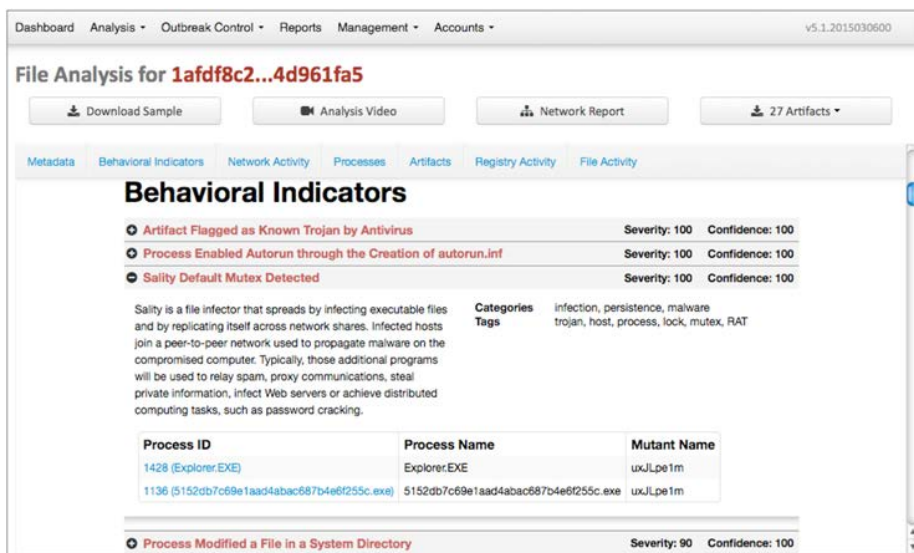 Dashboard Analysis Outbreak Control Reports Management Accounts v5.1.2015030600
File Analysis for 1afdf8c2...4d961fa5
Download Sample Analysis Video Network Report 27 Artifacts
Metadata Behavioral Indicators Network Activity Processes Artifacts Registry Activity File Activity
Behavioral Indicators
Artifact Flagged as Known Trojan by Antivirus Severity: 100 Confidence: 100
Process Enabled Autorun through the Creation of autorun.inf Severity: 100 Confidence: 100
Sality Default Mutex Detected Severity: 100 Confidence: 100
Sality is a file infector that spreads by infecting executable files
and by replicating itself across network shares. Infected hosts
join a peer-to-peer network used to propagate malware on the
compromised computer. Typically, those additional programs
will be used to relay spam, proxy communications, steal
private information, infect Web servers or achieve distributed
computing tasks, such as password cracking.
Categories infection, persistence, malware
Tags trojan, host, process, lock, mutex, RAT
Process ID Process Name Mutant Name
1428 (Explorer.EXE) Explorer.EXE uxJLpe1m
1136 (5152db7c69e1aad4abac687b4e6f255c.exe) 5152db7c69e1aad4abac687b4e6f255c.exe uxJLpe1m
Process Modified a File in a System Directory Severity: 90 Confidence: 100